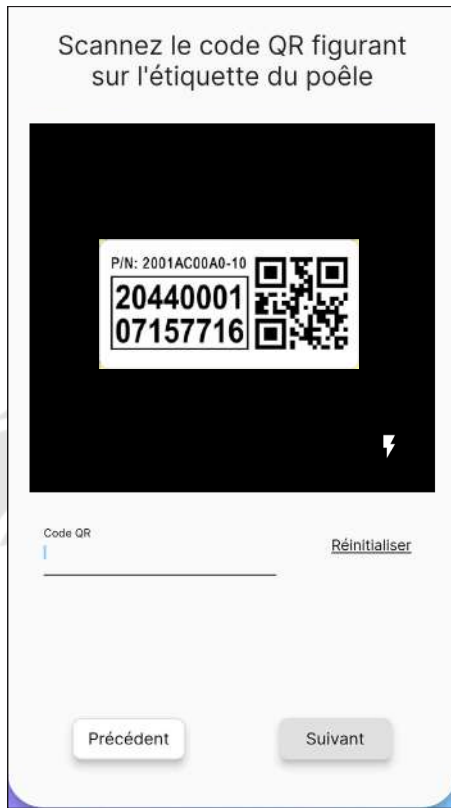 Scannez le code QR figurant
sur l'étiquette du poêle
P/N: 2001AC00A0-10
20440001
07157716
Code QR
Réinitialiser
Précédent
Suivant